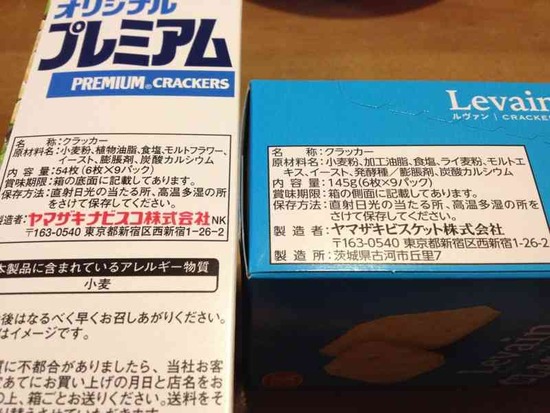 オリジナル
プレミアム
PREMIUM® CRACKERS
名 称:クラッカー
原材料名:小麦粉、植物油脂、食塩、モルトフラワー、
イースト、膨脹剤、炭酸カルシウム
内 容 量:54枚(6枚×9パック)
賞味期限:箱の底面に記載してあります。
保存方法:直射日光の当たる所、高温多湿の所
をさけて保存してください。
製造者:ヤマザキナビスコ株式会社NK
〒163-0540 東京都新宿区西新宿1-26-2
本製品に含まれているアレルギー物質
小麦
後はなるべく早くお召しあがりください。
はイメージです。
質に不都合がありましたら、当社お客
あてにお買い上げの月日と店名をお
の上、箱ごとお送りください。送料をそ
Levain
ルヴァン | CRACKER
名 称:クラッカー
原材料名:小麦粉、加工油脂、食塩、ライ麦粉、モルトエ
キス、イースト、発酵種/膨脹剤、炭酸カルシウム
内 容 量:145g(6枚×9パック)
賞味期限:箱の側面に記載してあります。
保存方法:直射日光の当たる所、高温多湿の所をさけ
て保存してください。
製 造 者:ヤマザキビスケット株式会社
〒163-0540 東京都新宿区西新宿1-26-2
製 造 所:茨城県古河市丘里7
Levain